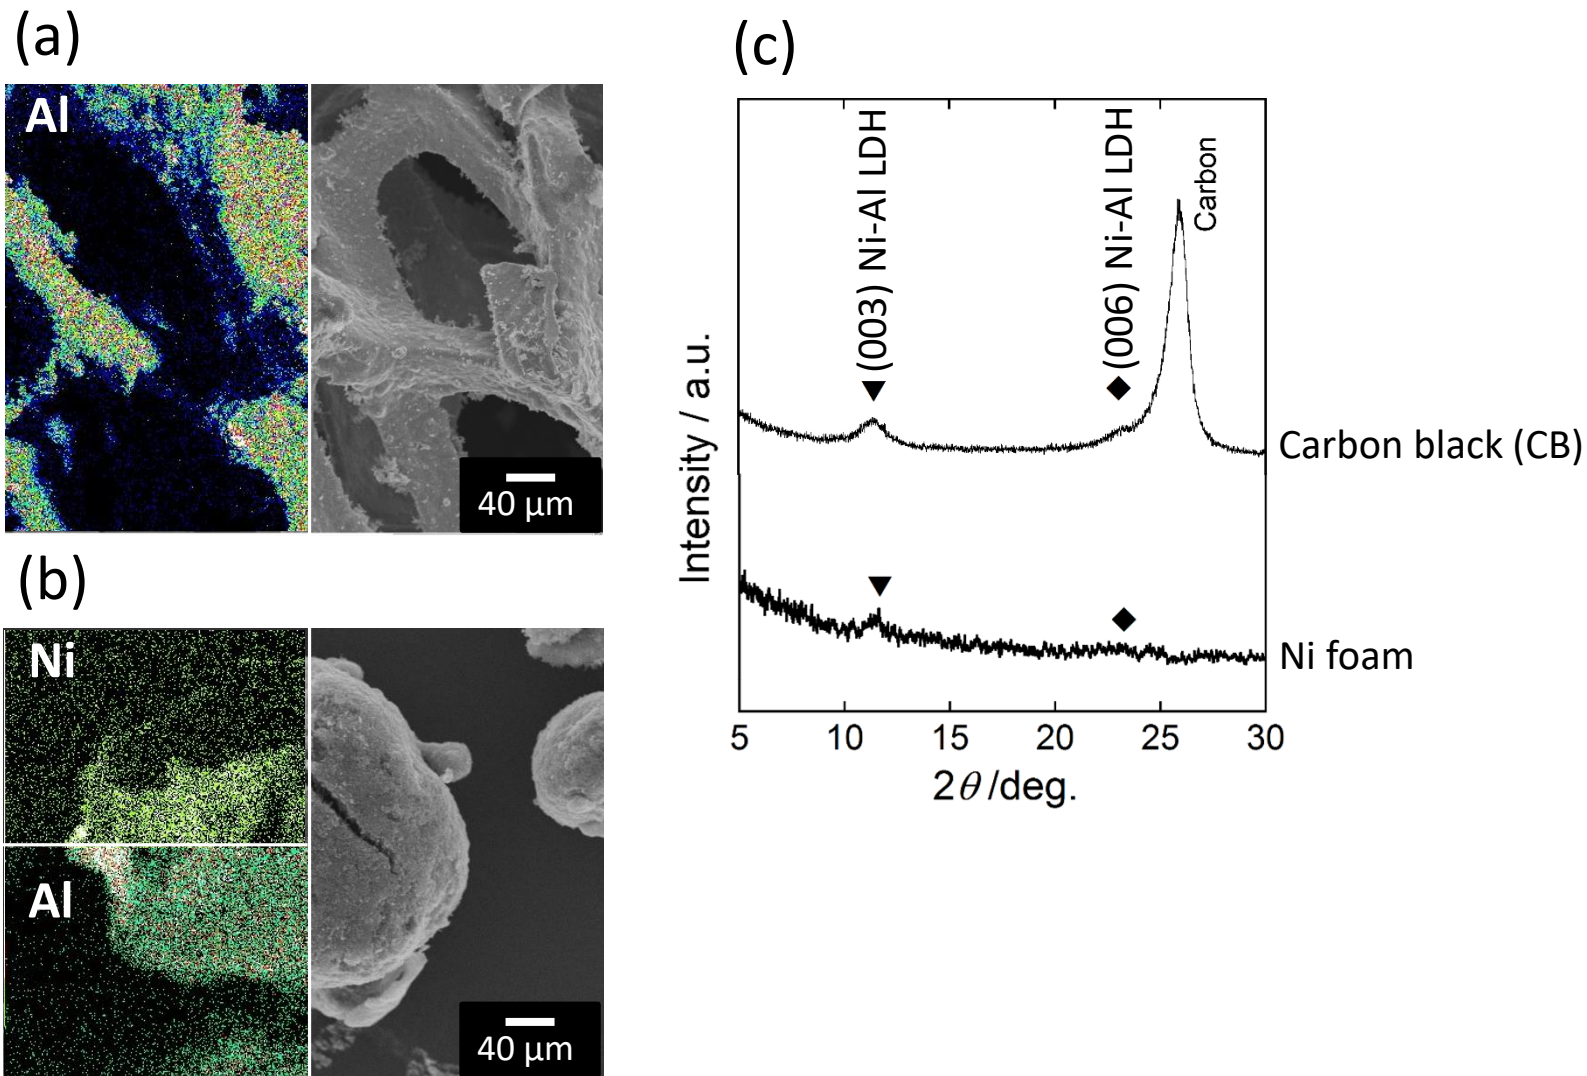 (a)
Al
40 μm
(b)
Ni
Al
40 μm
(c)
(003) Ni-Al LDH
(006) Ni-Al LDH
Carbon
Carbon black (CB)
Ni foam
Intensity / a.u.
5 10 15 20 25 30
2θ /deg.